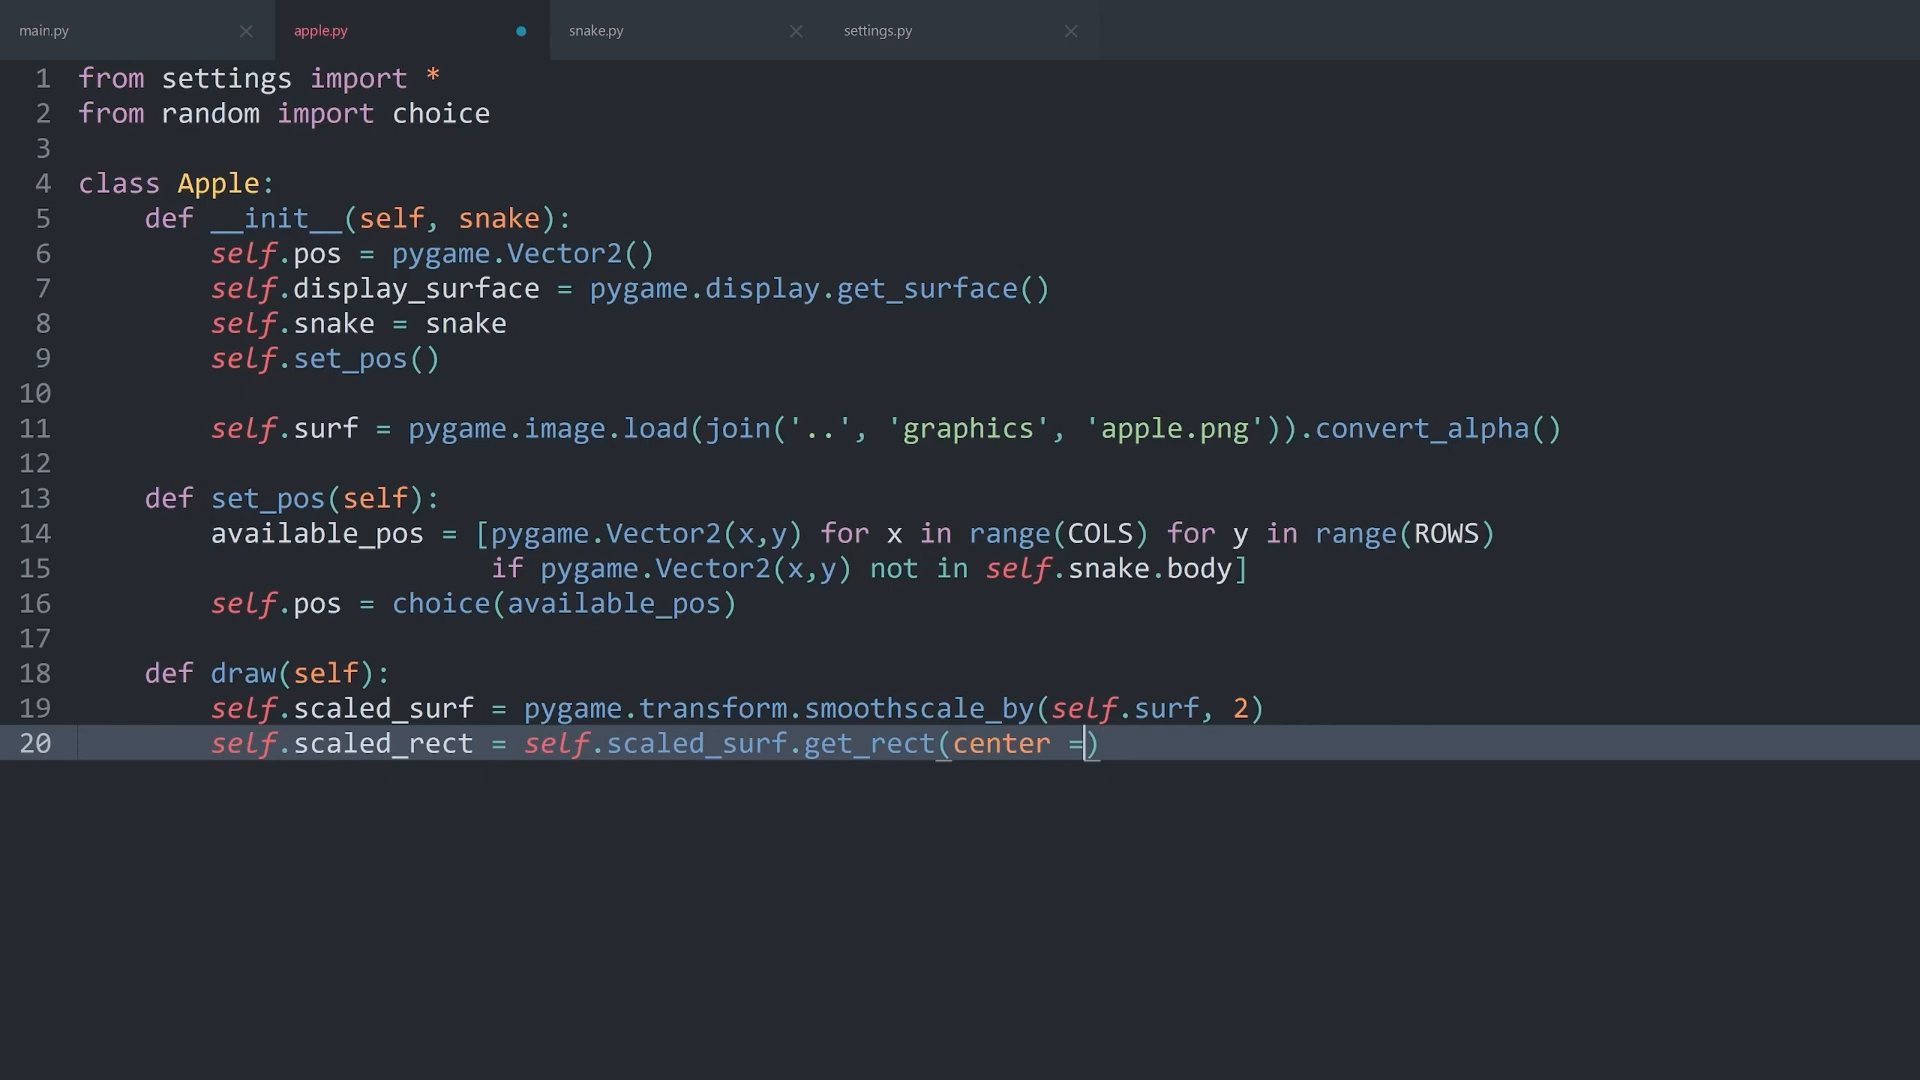 main.py × apple.py snake.py × settings.py ×
1 from settings import *
2 from random import choice
3
4 class Apple:
5     def __init__(self, snake):
6         self.pos = pygame.Vector2()
7         self.display_surface = pygame.display.get_surface()
8         self.snake = snake
9         self.set_pos()
10
11         self.surf = pygame.image.load(join('..', 'graphics', 'apple.png')).convert_alpha()
12
13     def set_pos(self):
14         available_pos = [pygame.Vector2(x,y) for x in range(COLS) for y in range(ROWS)
15                          if pygame.Vector2(x,y) not in self.snake.body]
16         self.pos = choice(available_pos)
17
18     def draw(self):
19         self.scaled_surf = pygame.transform.smoothscale_by(self.surf, 2)
20         self.scaled_rect = self.scaled_surf.get_rect(center =)